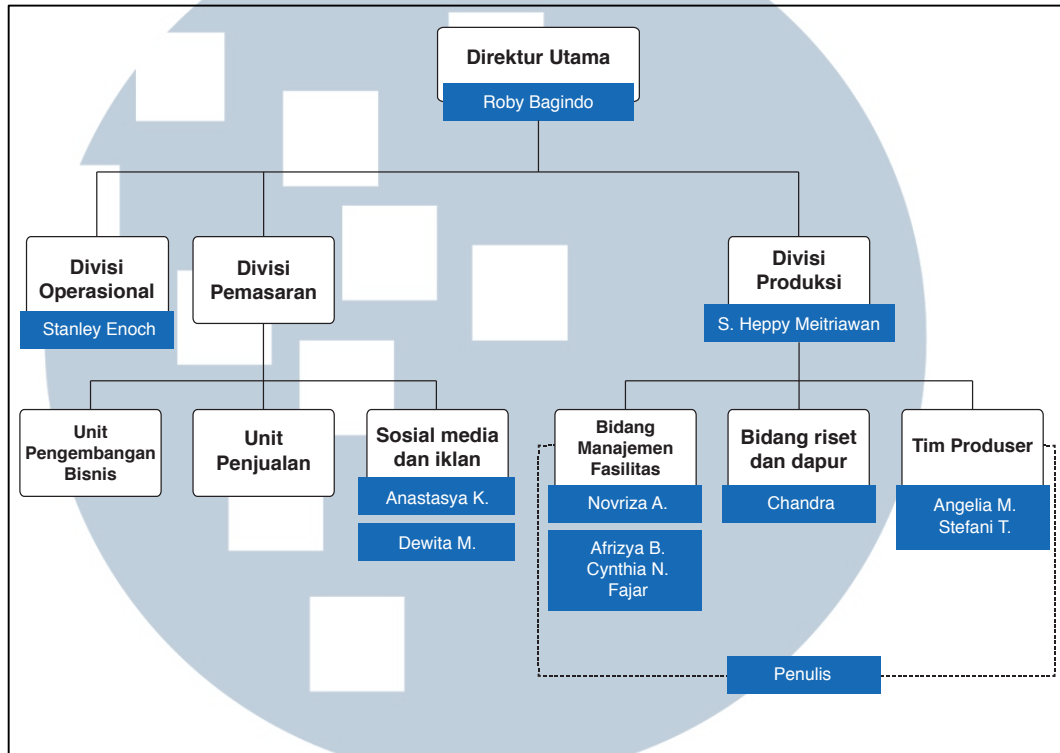 Direktur Utama
Roby Bagindo
Divisi
Operasional
Stanley Enoch
Divisi
Pemasaran
Divisi
Produksi
S. Heppy Meitriawan
Unit
Pengembangan
Bisnis
Unit
Penjualan
Sosial media
dan iklan
Anastasya K.
Dewita M.
Bidang
Manajemen
Fasilitas
Novriza A.
Afrizya B.
Cynthia N.
Fajar
Bidang riset
dan dapur
Chandra
Tim Produser
Angelia M.
Stefani T.
Penulis